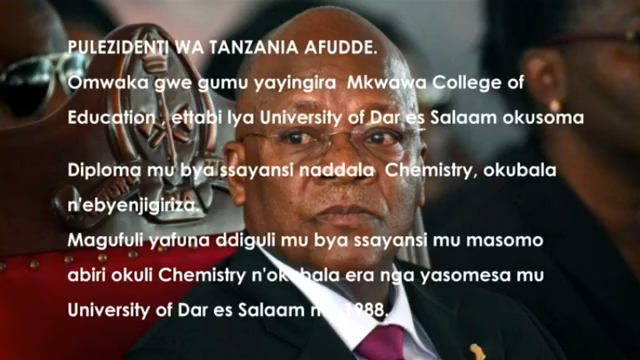 PULEZIDENTI WA TANZANIA AFUDDE.
Omwaka gwe gumu yayingira Mkwawa College of
Education , ettabi lya University of Dar es Salaam okusoma
Diploma mu bya ssayansi naddala Chemistry, okubala
n'ebyenjigiriza.
Magufuli yafuna ddiguli mu bya ssayansi mu masomo
abiri okuli Chemistry n'okubala era nga yasomesa mu
University of Dar es Salaam 1988.